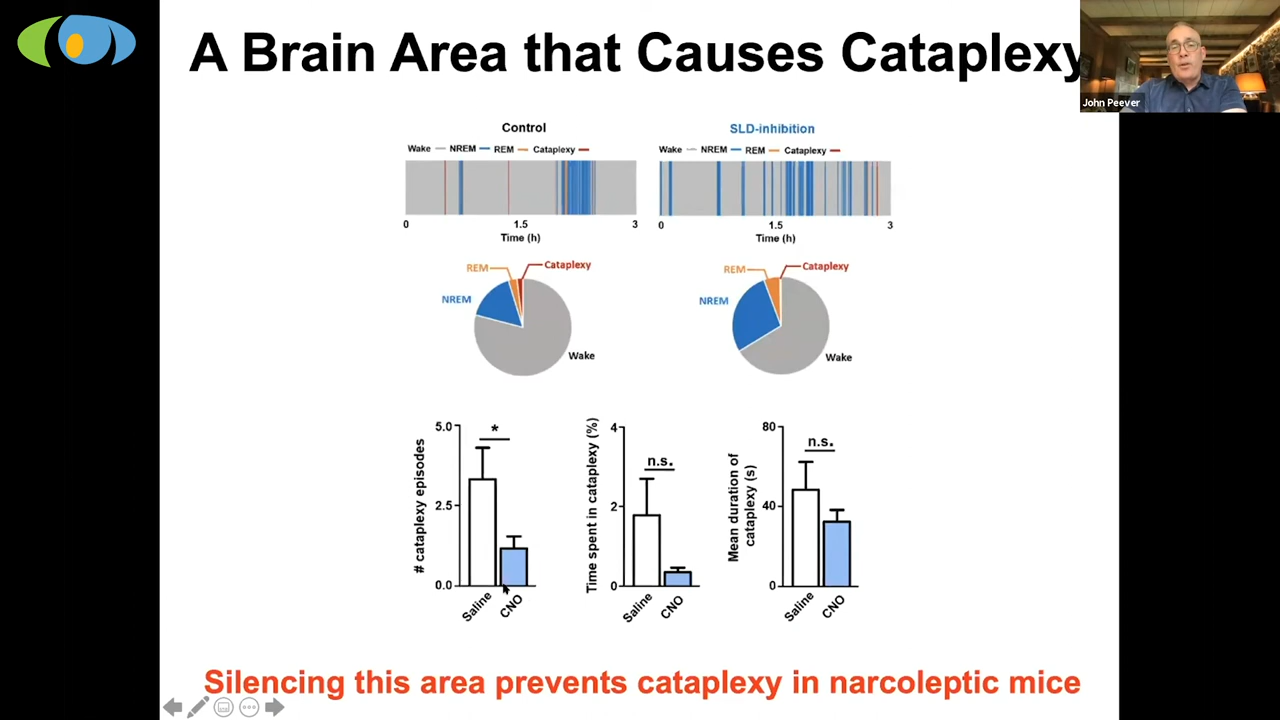 A Brain Area that Causes Cataplexy
John Peever
Control
Wake NREM REM Cataplexy
0 1.5 3
Time (h)
SLD-inhibition
Wake NREM REM Cataplexy
0 1.5 3
Time (h)
REM Cataplexy
NREM
Wake
REM Cataplexy
NREM
Wake
# cataplexy episodes
5.0
2.5
0.0
*
Saline CNO
Time spent in cataplexy (%)
4
2
0
n.s.
Saline CNO
Mean duration of
cataplexy (s)
80
40
0
n.s.
Saline CNO
Silencing this area prevents cataplexy in narcoleptic mice